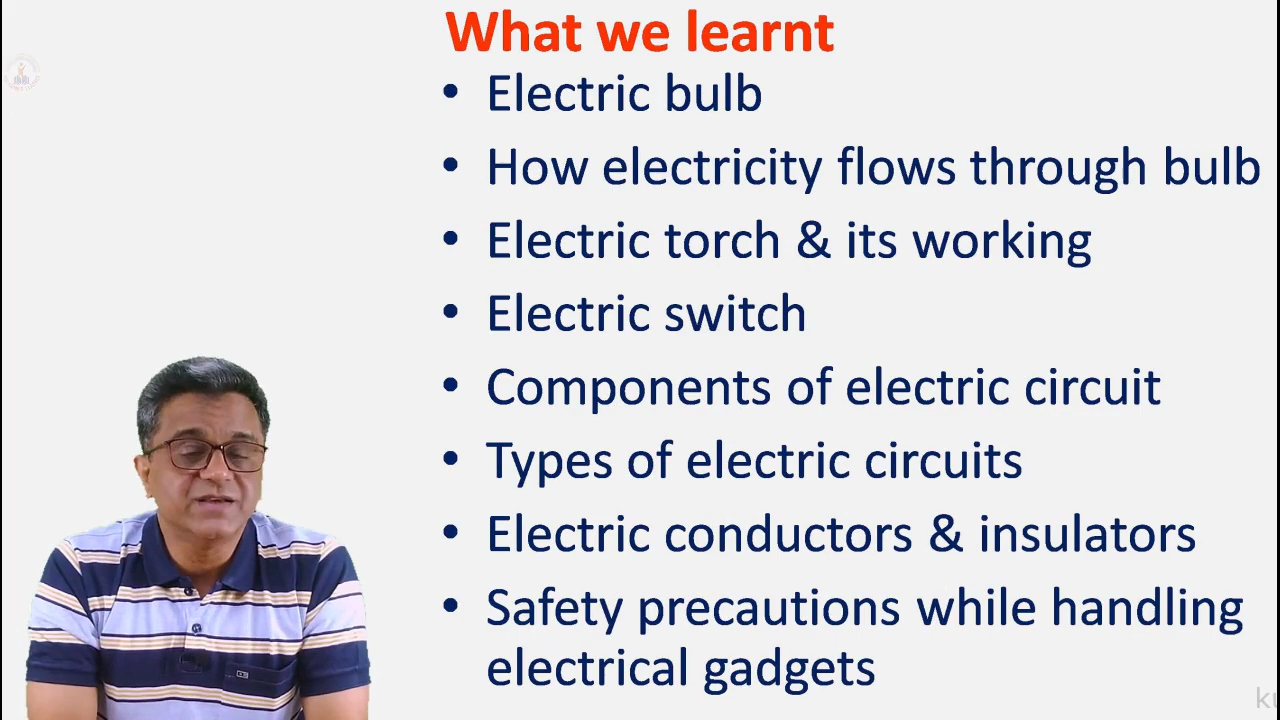 What we learnt
• Electric bulb
• How electricity flows through bulb
• Electric torch & its working
• Electric switch
• Components of electric circuit
• Types of electric circuits
• Electric conductors & insulators
• Safety precautions while handling
electrical gadgets